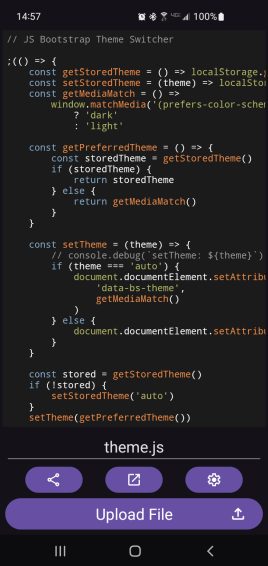 14:57
100%
// JS Bootstrap Theme Switcher
;(() => {
const getStoredTheme = () => localStorage.g
const setStoredTheme = (theme) => localStor
const getMediaMatch = () =>
window.matchMedia('(prefers-color-schem
? 'dark'
: 'light'
const getPreferredTheme = () => {
const storedTheme = getStoredTheme()
if (storedTheme) {
return storedTheme
} else {
return getMediaMatch()
}
}
const setTheme = (theme) => {
// console.debug(`setTheme: ${theme}`)
if (theme === 'auto') {
document.documentElement.setAttribu
'data-bs-theme',
getMediaMatch()
)
} else {
document.documentElement.setAttribu
}
}
const stored = getStoredTheme()
if (!stored) {
setStoredTheme('auto')
}
setTheme(getPreferredTheme())
theme.js
Upload File